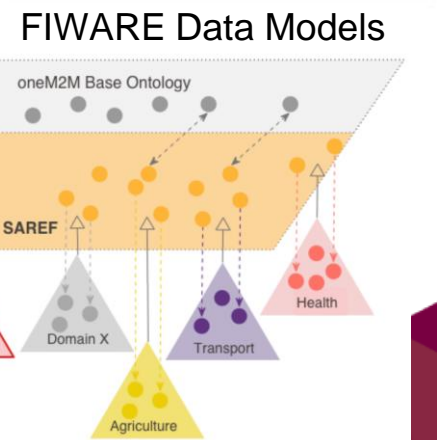 FIWARE Data Models
oneM2M Base Ontology
SAREF
Health
Domain X
Transport
Agriculture